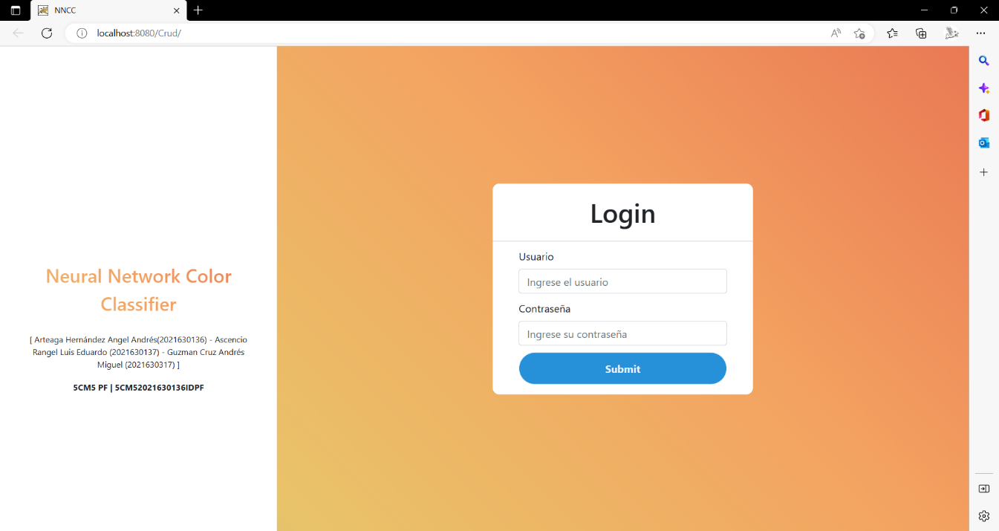 NNCC
localhost:8080/Crud/
Neural Network Color
Classifier
[ Arteaga Hernández Angel Andrés(2021630136) - Ascencio
Rangel Luis Eduardo (2021630137) - Guzman Cruz Andrés
Miguel (2021630317) ]
5CM5 PF | 5CM52021630136IDPF
Login
Usuario
Ingrese el usuario
Contraseña
Ingrese su contraseña
Submit